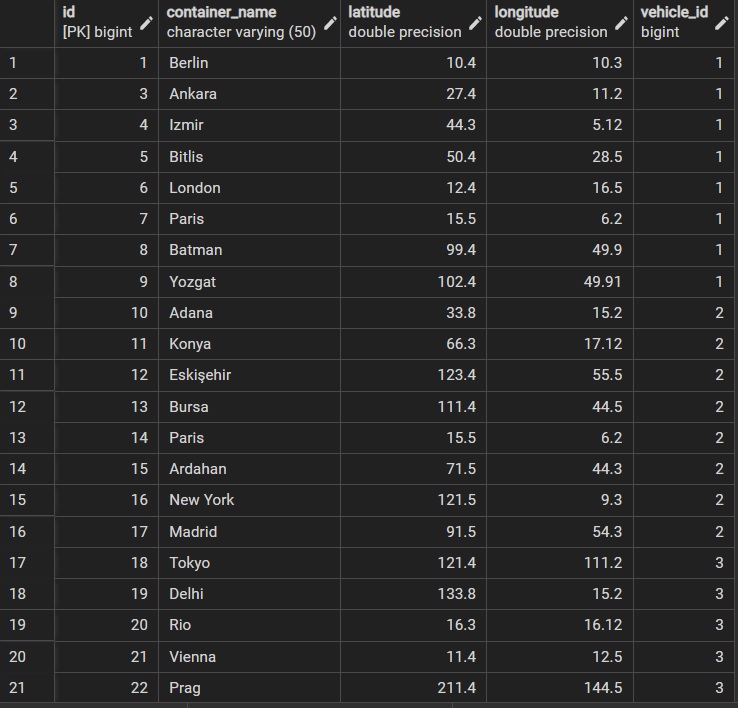 id container_name latitude longitude vehicle_id
[PK] bigint character varying (50) double precision double precision bigint
1 1 Berlin 10.4 10.3 1
2 3 Ankara 27.4 11.2 1
3 4 Izmir 44.3 5.12 1
4 5 Bitlis 50.4 28.5 1
5 6 London 12.4 16.5 1
6 7 Paris 15.5 6.2 1
7 8 Batman 99.4 49.9 1
8 9 Yozgat 102.4 49.91 1
9 10 Adana 33.8 15.2 2
10 11 Konya 66.3 17.12 2
11 12 Eskişehir 123.4 55.5 2
12 13 Bursa 111.4 44.5 2
13 14 Paris 15.5 6.2 2
14 15 Ardahan 71.5 44.3 2
15 16 New York 121.5 9.3 2
16 17 Madrid 91.5 54.3 2
17 18 Tokyo 121.4 111.2 3
18 19 Delhi 133.8 15.2 3
19 20 Rio 16.3 16.12 3
20 21 Vienna 11.4 12.5 3
21 22 Prag 211.4 144.5 3